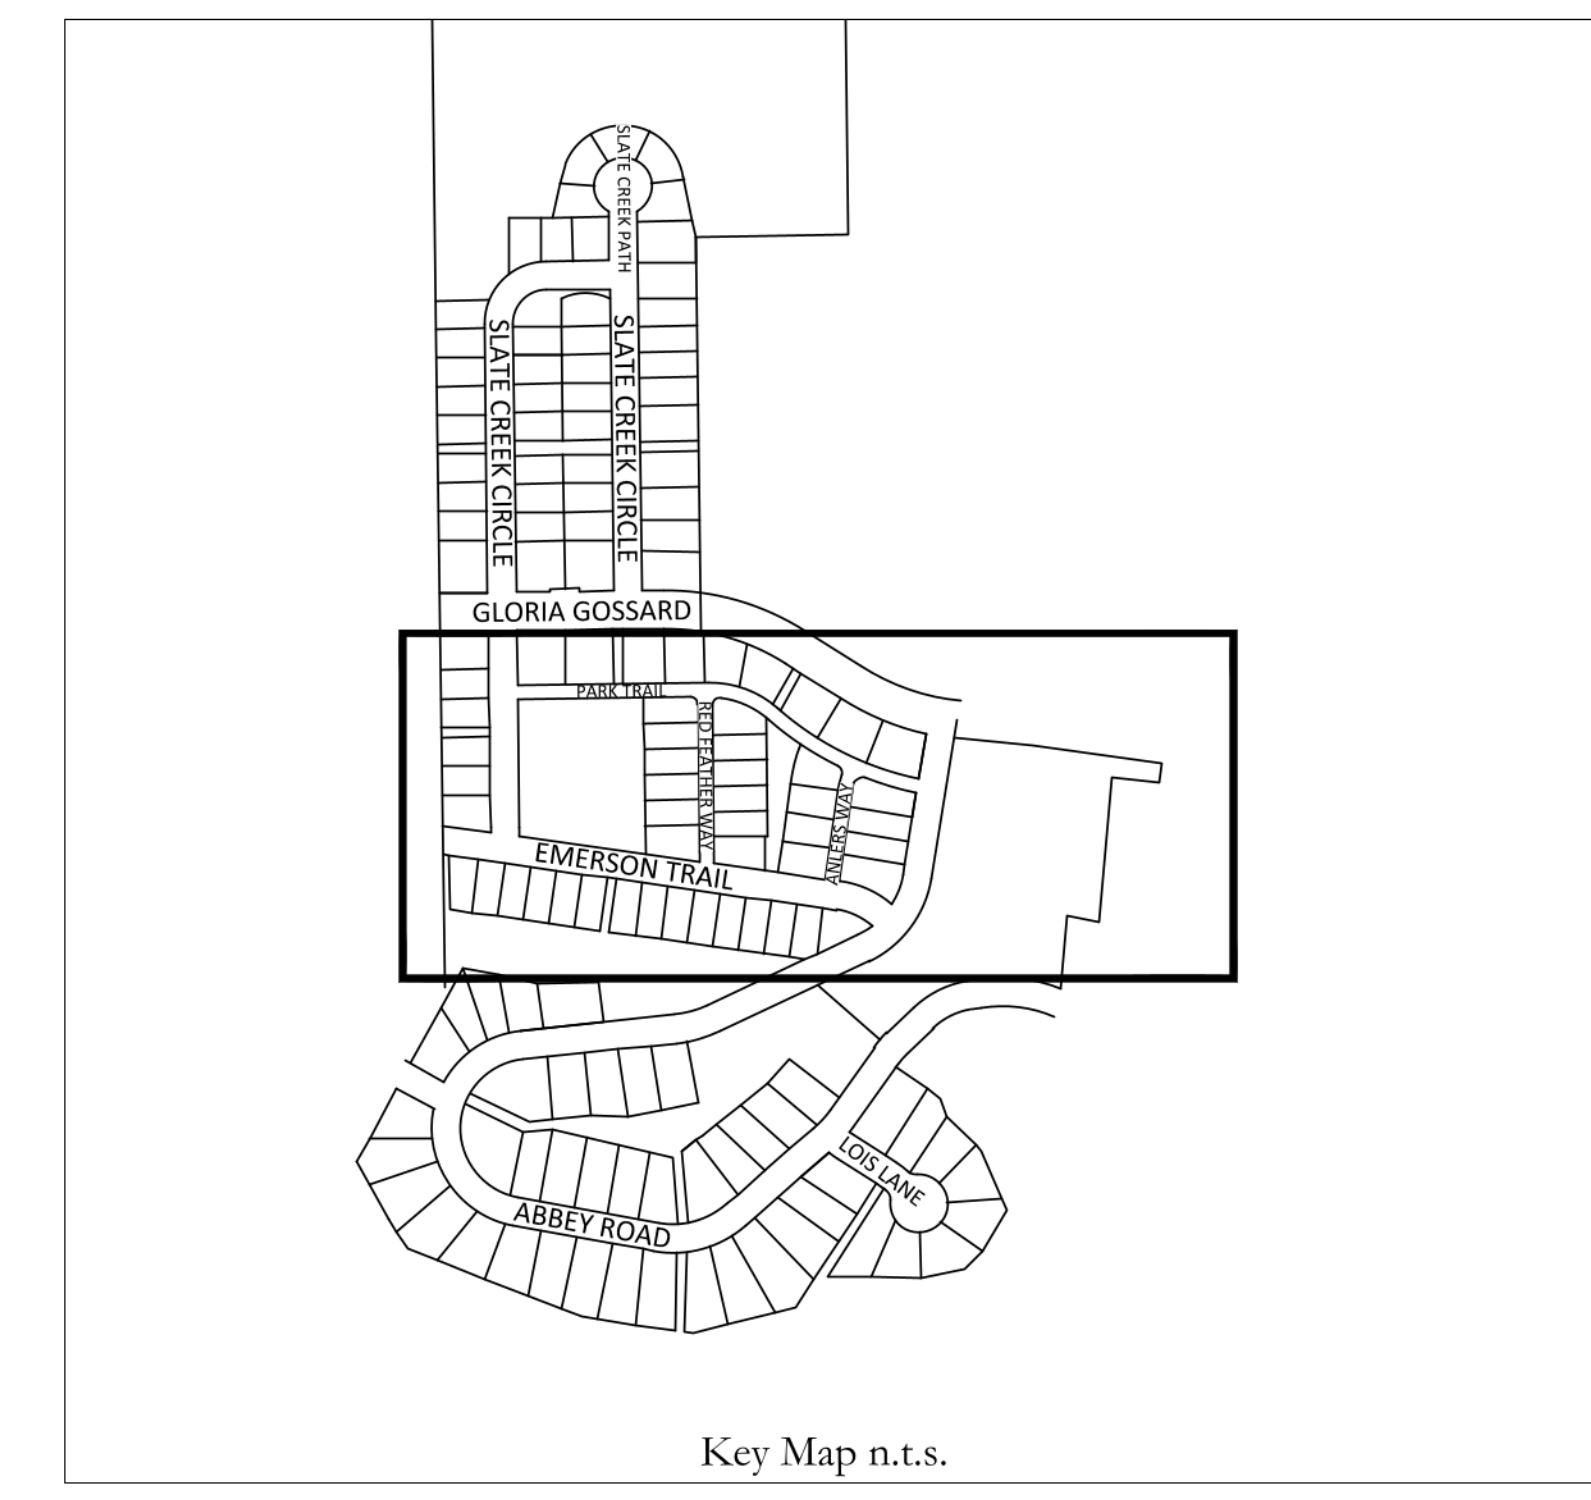 SLATE CREEK PATH
SLATE CREEK CIRCLE
SLATE CREEK CIRCLE
GLORIA GOSSARD
PARK TRAIL
RED FEATHER WAY
ANLERS WAY
EMERSON TRAIL
LOIS LANE
ABBEY ROAD
Key Map n.t.s.